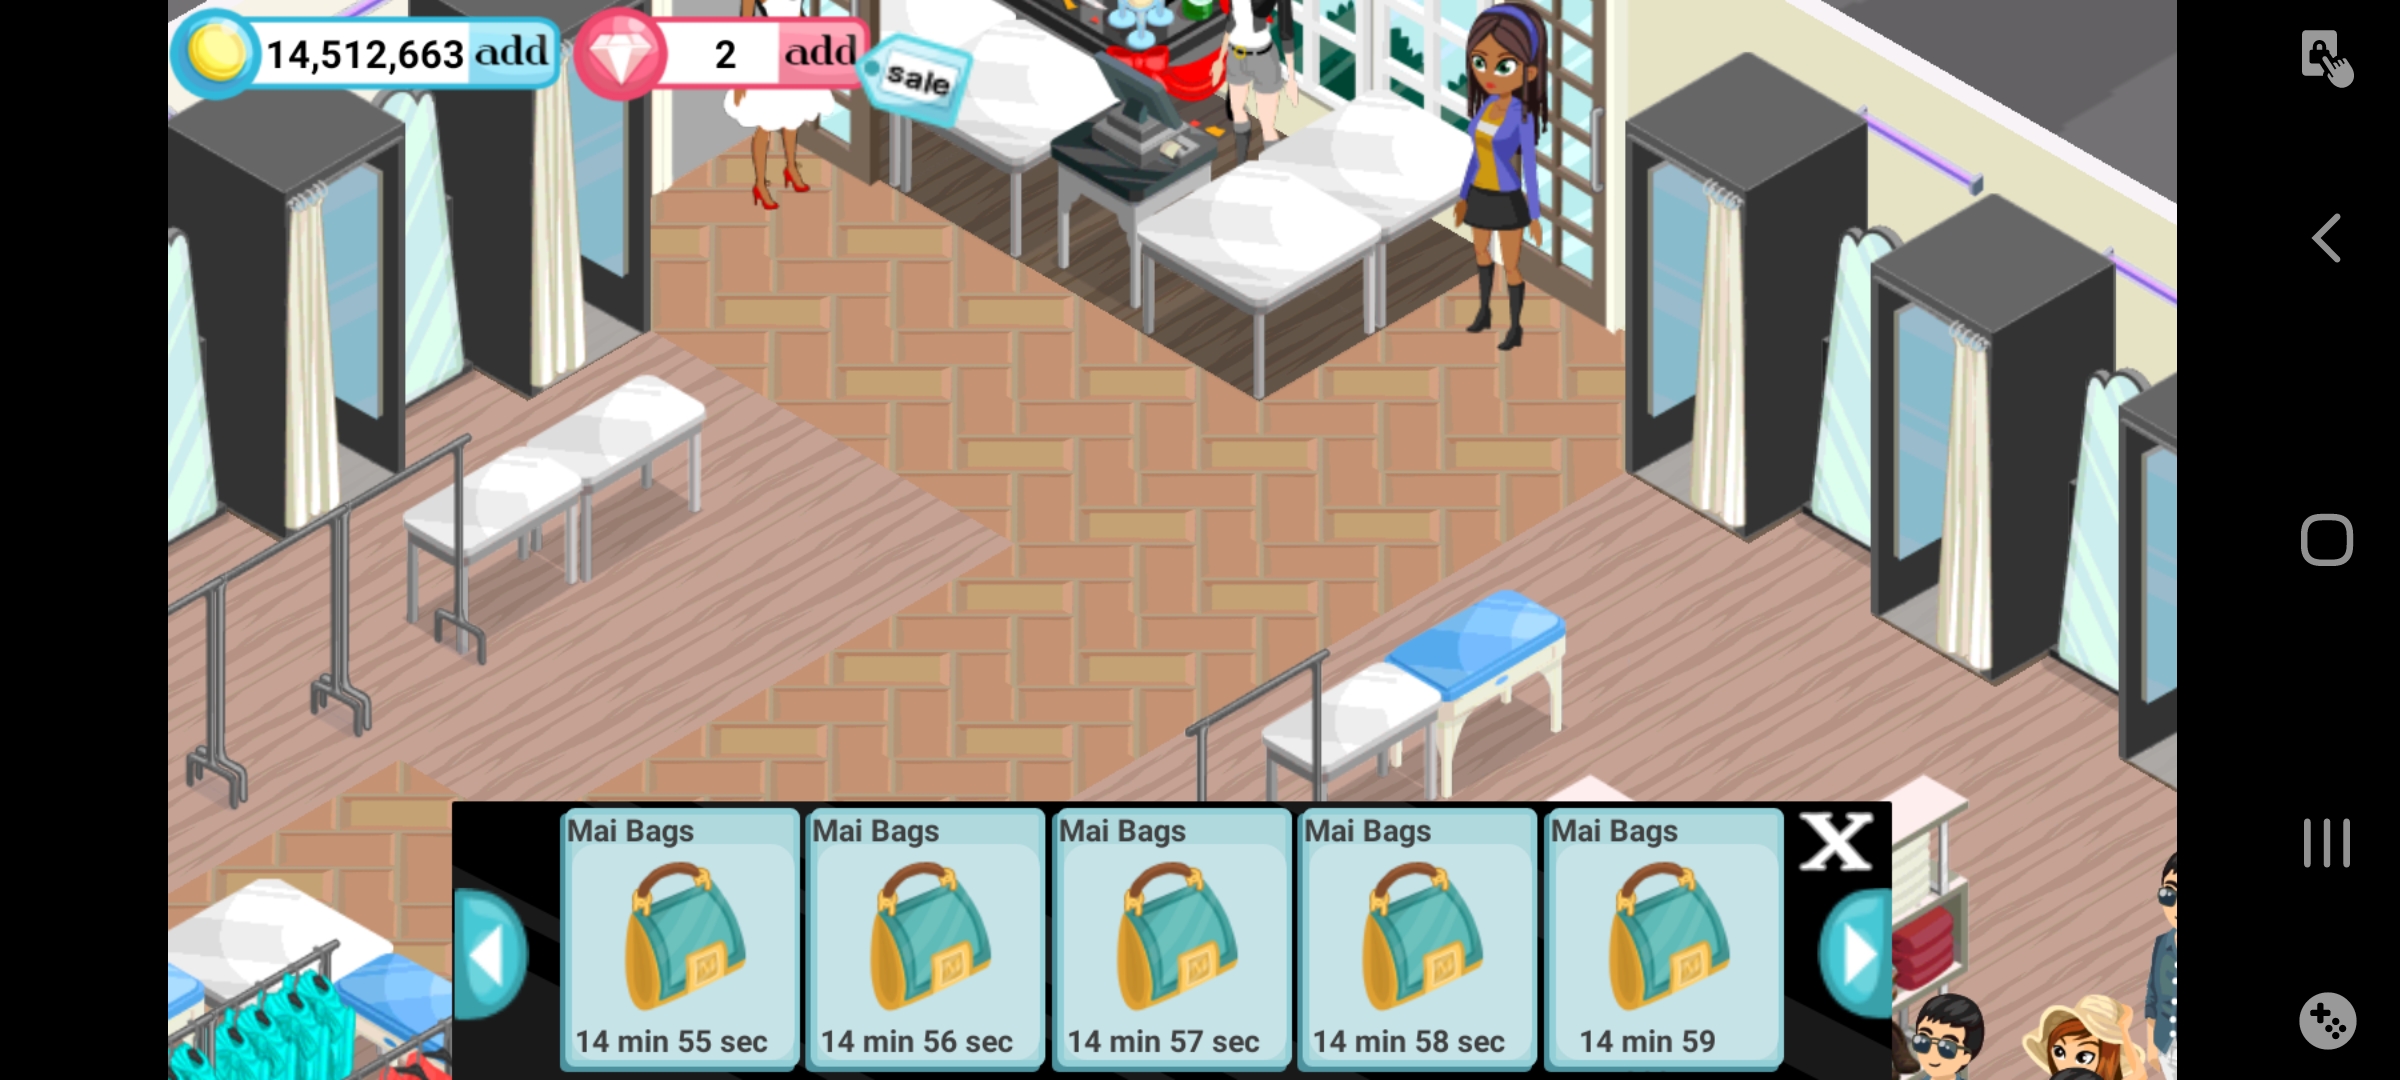 14,512,663 add
2 add
sale
Mai Bags
Mai Bags
Mai Bags
Mai Bags
Mai Bags
X
14 min 55 sec
14 min 56 sec
14 min 57 sec
14 min 58 sec
14 min 59